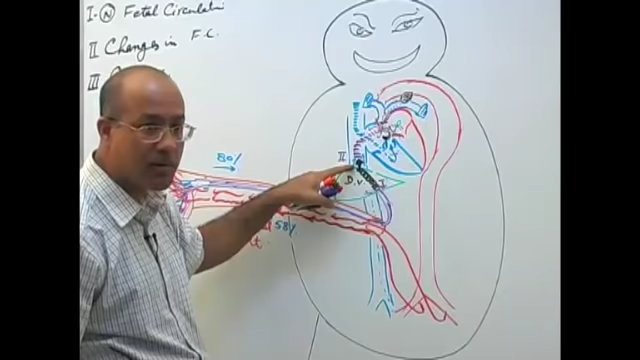 I - Ⓝ Fetal Circulation
II Changes in F.C.
III
80%
II
D.V.
I
58%
t.